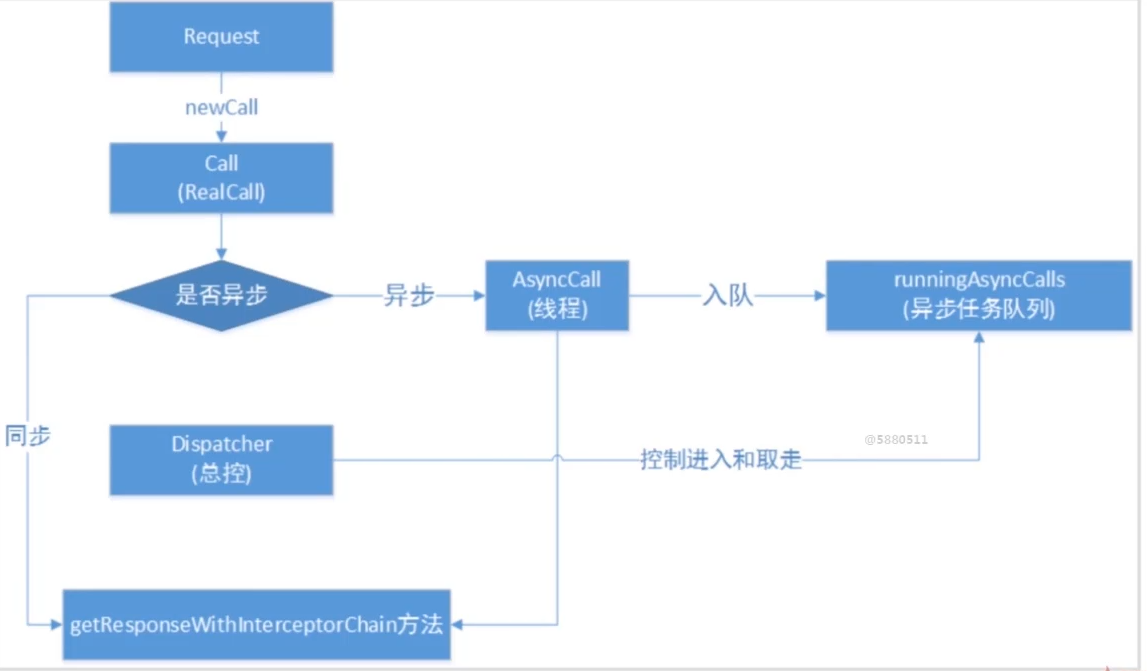 Request
newCall
Call
(RealCall)
是否异步
异步
AsyncCall
(线程)
入队
runningAsyncCalls
(异步任务队列)
同步
Dispatcher
(总控)
控制进入和取走
@5880511
getResponseWithInterceptorChain方法